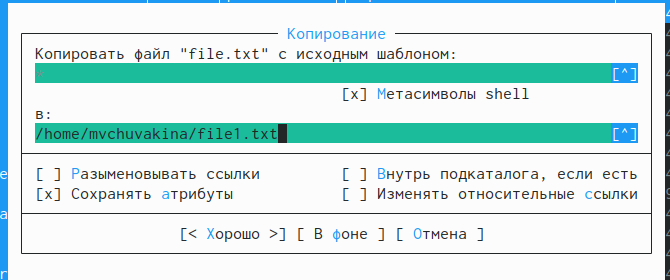 Копирование
Копировать файл "file.txt" с исходным шаблоном:
[^]
[x] Метасимволы shell
в:
/home/mvchuvakina/file1.txt [^]
[ ] Разыменовывать ссылки [ ] Внутрь подкаталога, если есть
[x] Сохранять атрибуты [ ] Изменять относительные ссылки
[< Хорошо >] [ В фоне ] [ Отмена ]